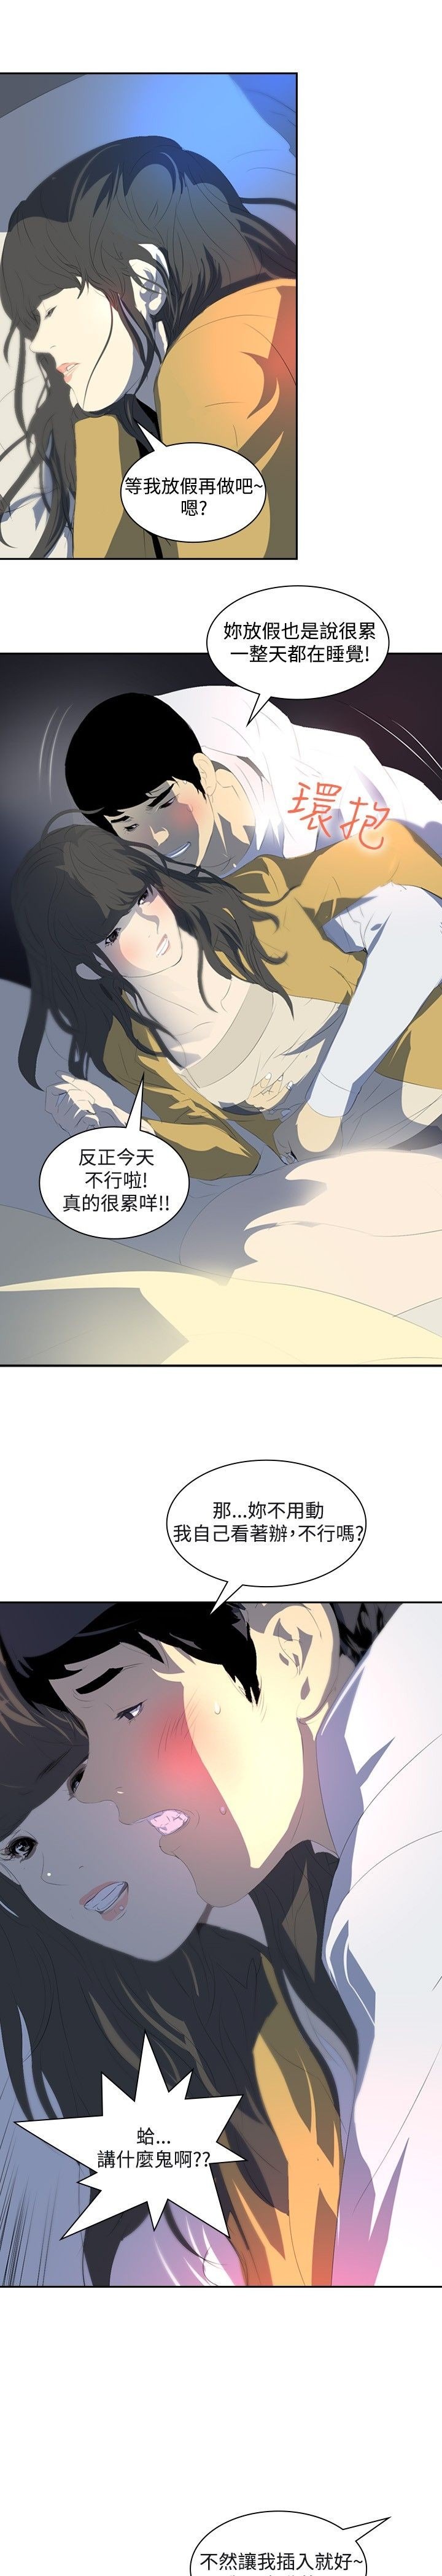 等我放假再做吧~
嗯?
妳放假也是說很累
一整天都在睡覺!
環抱
反正今天
不行啦!
真的很累咩!!
那...妳不用動
我自己看著辦,不行嗎?
蛤...
講什麼鬼啊??
不然讓我插入就好~